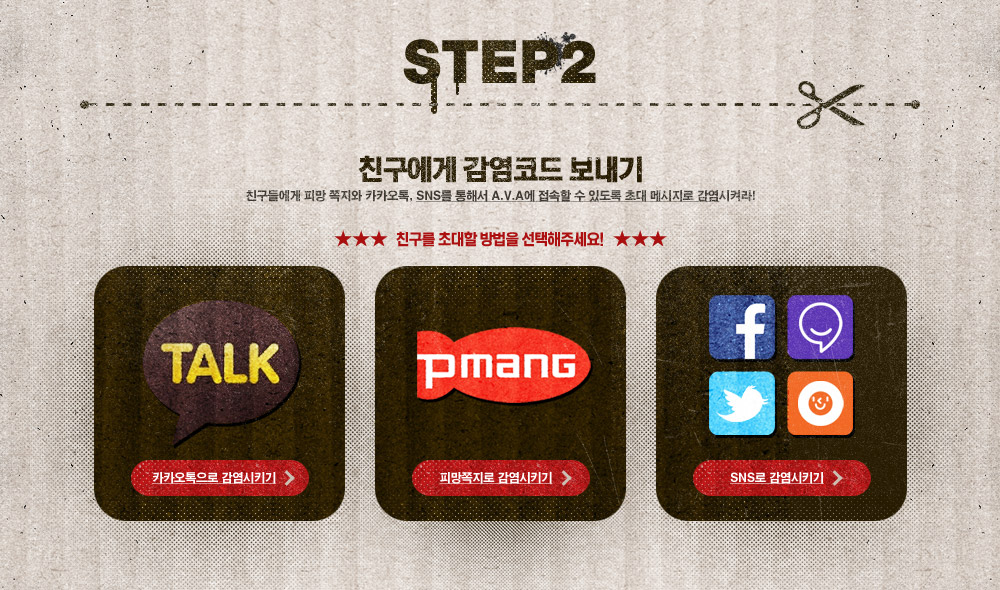 STEP2
친구에게 감염코드 보내기
친구들에게 피망 쪽지와 카카오톡, SNS를 통해서 A.V.A에 접속할 수 있도록 초대 메시지로 감염시켜라!
★★★ 친구를 초대할 방법을 선택해주세요! ★★★
TALK
pmang
f
카카오톡으로 감염시키기
피망쪽지로 감염시키기
SNS로 감염시키기